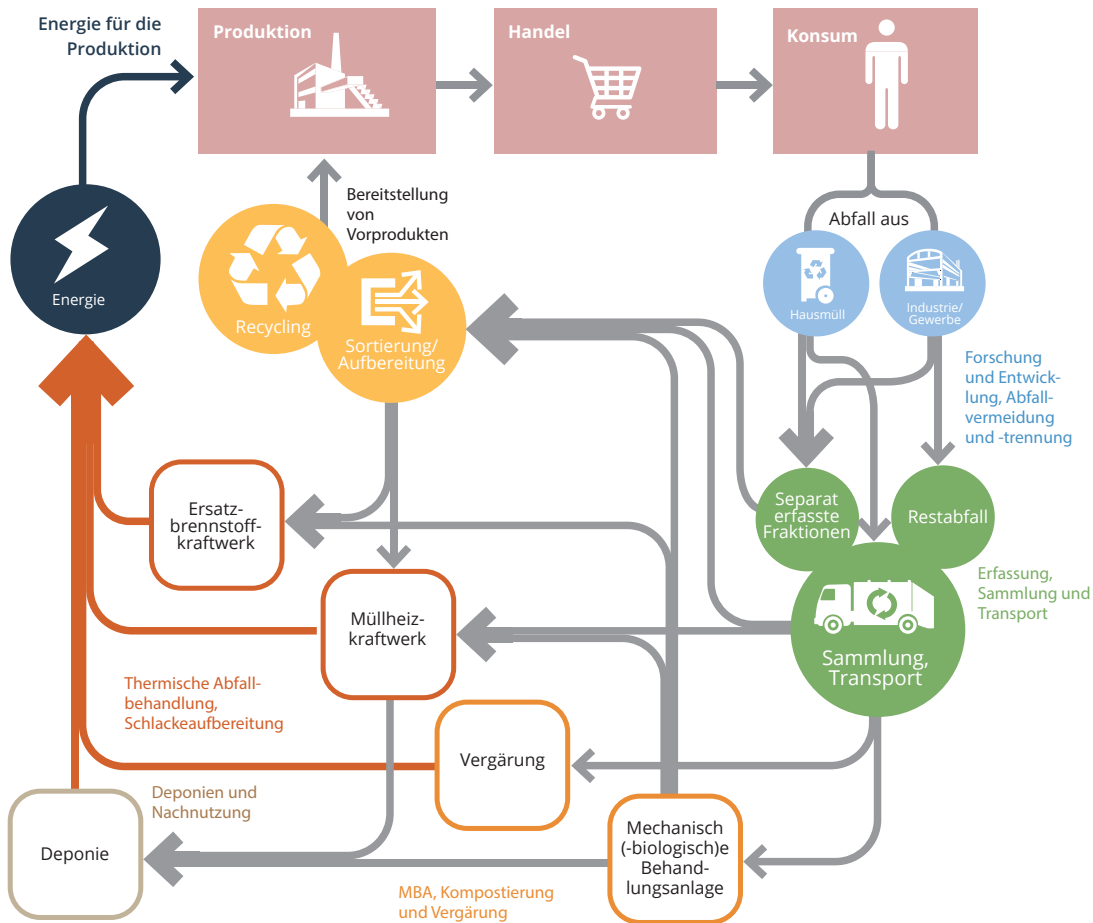 Energie für die
Produktion
Produktion
Handel
Konsum
Bereitstellung
von
Vorprodukten
Abfall aus
Energie
Recycling
Sortierung/
Aufbereitung
Hausmüll
Industrie/
Gewerbe
Forschung
und Entwick-
lung, Abfall-
vermeidung
und -trennung
Ersatz-
brennstoff-
kraftwerk
Separat
erfasste
Fraktionen
Restabfall
Erfassung,
Sammlung und
Transport
Müllheiz-
kraftwerk
Sammlung,
Transport
Thermische Abfall-
behandlung,
Schlackeaufbereitung
Vergärung
Deponien und
Nachnutzung
Deponie
Mechanisch
(-biologisch)e
Behand-
lungsanlage
MBA, Kompostierung
und Vergärung